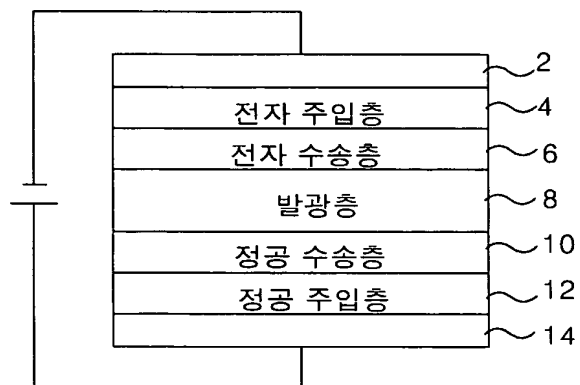 2
전자 주입층 4
전자 수송층 6
발광층 8
정공 수송층 10
정공 주입층 12
14